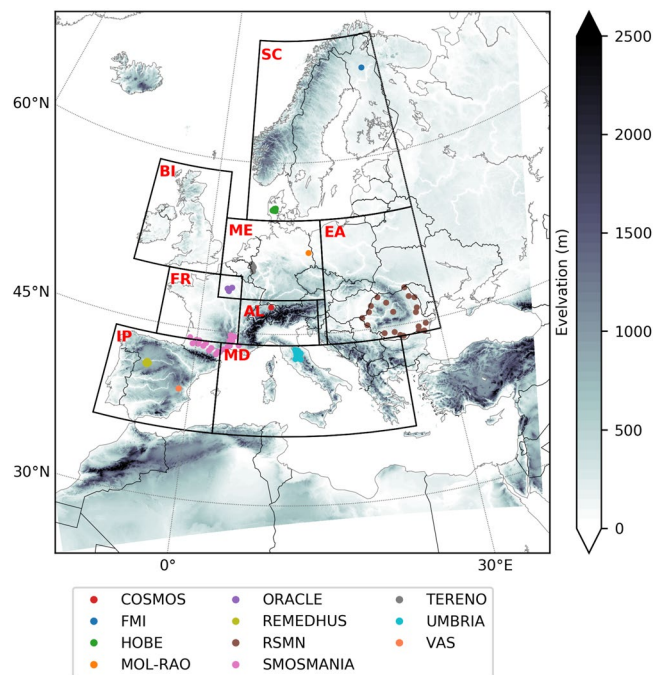 SC
60°N
BI
ME
EA
FR
45°N
AL
IP
MD
30°N
0°
30°E
2500
2000
1500
1000
500
0
Evelvation (m)
COSMOS
FMI
HOBE
MOL-RAO
ORACLE
REMEDHUS
RSMN
SMOSMANIA
TERENO
UMBRIA
VAS